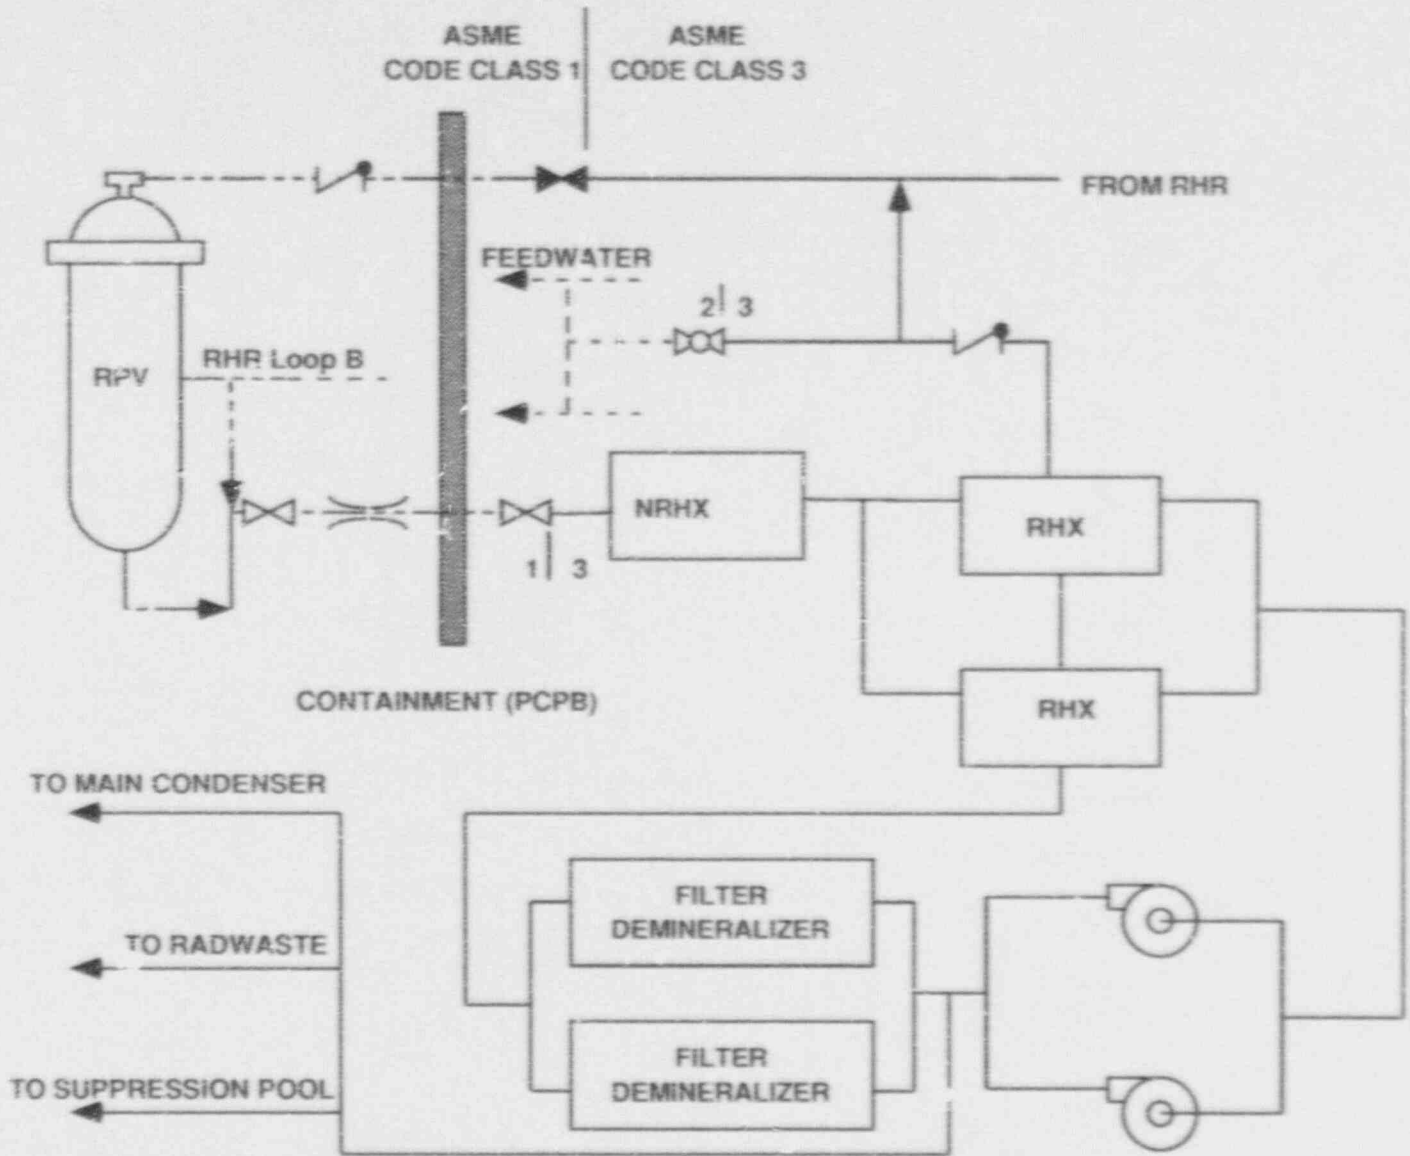 ASME
CODE CLASS 1
ASME
CODE CLASS 3
FROM RHR
FEEDWATER
2 3
RPV
RHR Loop B
NRHX
RHX
1 3
RHX
CONTAINMENT (PCPB)
TO MAIN CONDENSER
FILTER
DEMINERALIZER
TO RADWASTE
FILTER
DEMINERALIZER
TO SUPPRESSION POOL